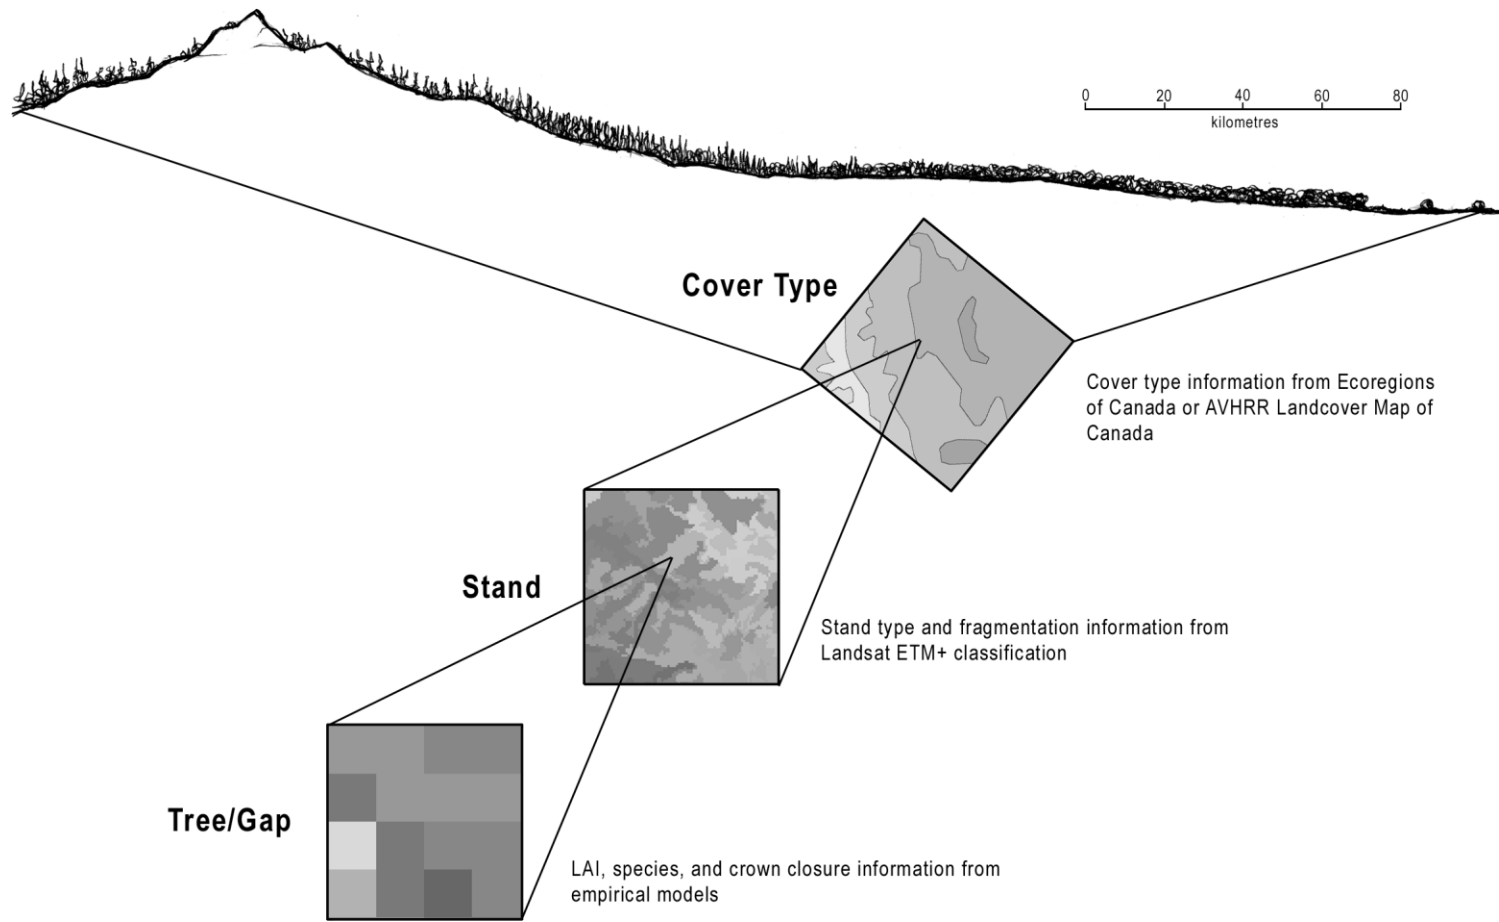 0 20 40 60 80
kilometres
Cover Type
Cover type information from Ecoregions
of Canada or AVHRR Landcover Map of
Canada
Stand
Stand type and fragmentation information from
Landsat ETM+ classification
Tree/Gap
LAI, species, and crown closure information from
empirical models